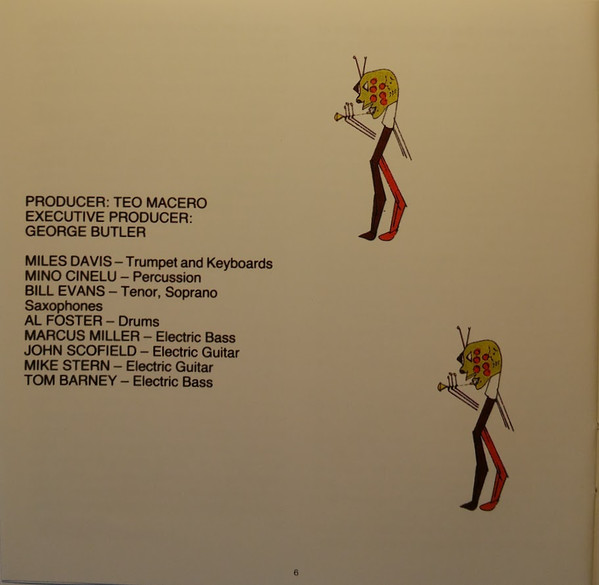 PRODUCER: TEO MACERO
EXECUTIVE PRODUCER:
GEORGE BUTLER
MILES DAVIS – Trumpet and Keyboards
MINO CINELU – Percussion
BILL EVANS – Tenor, Soprano
Saxophones
AL FOSTER – Drums
MARCUS MILLER – Electric Bass
JOHN SCOFIELD – Electric Guitar
MIKE STERN – Electric Guitar
TOM BARNEY – Electric Bass
6